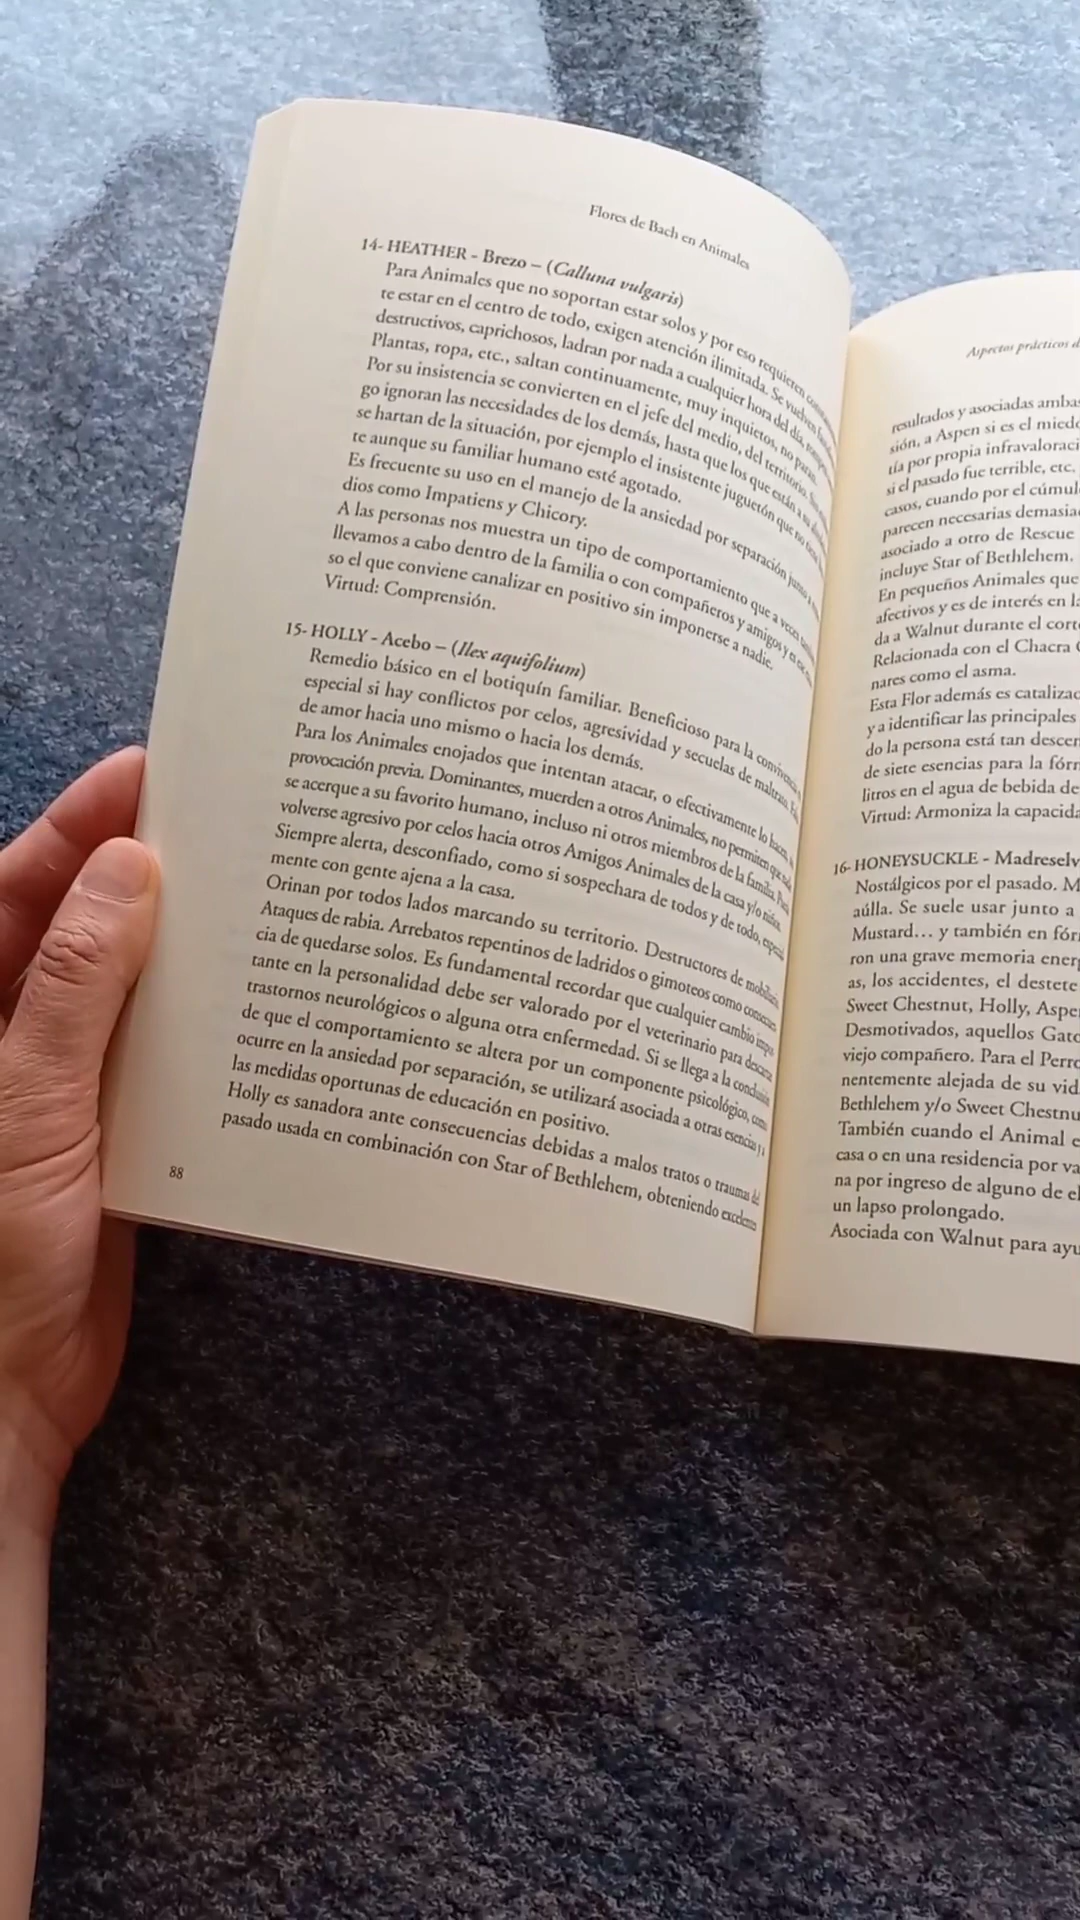 Flores de Bach en Animales
14- HEATHER - Brezo – (Calluna vulgaris)
Para Animales que no soportan estar solos y por eso requieren
te estar en el centro de todo, exigen atención ilimitada. Se vuelven
destructivos, caprichosos, ladran por nada a cualquier hora del día,
Plantas, ropa, etc., saltan continuamente, muy inquietos, no paran.
Por su insistencia se convierten en el jefe del medio, del territorio.
go ignoran las necesidades de los demás, hasta que los que están a su
se hartan de la situación, por ejemplo el insistente juguetón que no
te aunque su familiar humano esté agotado.
Es frecuente su uso en el manejo de la ansiedad por separación junto a
dios como Impatiens y Chicory.
A las personas nos muestra un tipo de comportamiento que a veces
llevamos a cabo dentro de la familia o con compañeros y amigos y es
so el que conviene canalizar en positivo sin imponerse a nadie.
Virtud: Comprensión.
15- HOLLY - Acebo – (Ilex aquifolium)
Remedio básico en el botiquín familiar. Beneficioso para la convivencia
especial si hay conflictos por celos, agresividad y secuelas de maltrato.
de amor hacia uno mismo o hacia los demás.
Para los Animales enojados que intentan atacar, o efectivamente lo hacen,
provocación previa. Dominantes, muerden a otros Animales, no permiten que nadie
se acerque a su favorito humano, incluso ni otros miembros de la familia.
volverse agresivo por celos hacia otros Amigos Animales de la casa y/o niños.
Siempre alerta, desconfiado, como si sospechara de todos y de todo,
mente con gente ajena a la casa.
Orinan por todos lados marcando su territorio. Destructores de mobiliario.
Ataques de rabia. Arrebatos repentinos de ladridos o gimoteos como
cia de quedarse solos. Es fundamental recordar que cualquier cambio
tante en la personalidad debe ser valorado por el veterinario para descartar
trastornos neurológicos o alguna otra enfermedad. Si se llega a la conclusión
de que el comportamiento se altera por un componente psicológico, como
ocurre en la ansiedad por separación, se utilizará asociada a otras esencias y a
las medidas oportunas de educación en positivo.
Holly es sanadora ante consecuencias debidas a malos tratos o traumas del
pasado usada en combinación con Star of Bethlehem, obteniendo
88
Aspectos prácticos d
resultados y asociadas ambas
sión, a Aspen si es el miedo
tía por propia infravaloraci
si el pasado fue terrible, etc.
casos, cuando por el cúmul
parecen necesarias demasia
asociado a otro de Rescue
incluye Star of Bethlehem.
En pequeños Animales que
afectivos y es de interés en la
da a Walnut durante el cort
Relacionada con el Chacra
nares como el asma.
Esta Flor además es cataliza
y a identificar las principales
do la persona está tan descen
de siete esencias para la fór
litros en el agua de bebida de
Virtud: Armoniza la capacida
16- HONEYSUCKLE - Madreselv
Nostálgicos por el pasado. M
aúlla. Se suele usar junto a
Mustard... y también en fór
ron una grave memoria ener
as, los accidentes, el destete
Sweet Chestnut, Holly, Aspe
Desmotivados, aquellos Gato
viejo compañero. Para el Perro
nentemente alejada de su vid
Bethlehem y/o Sweet Chestnu
También cuando el Animal e
casa o en una residencia por va
na por ingreso de alguno de el
un lapso prolongado.
Asociada con Walnut para ayu